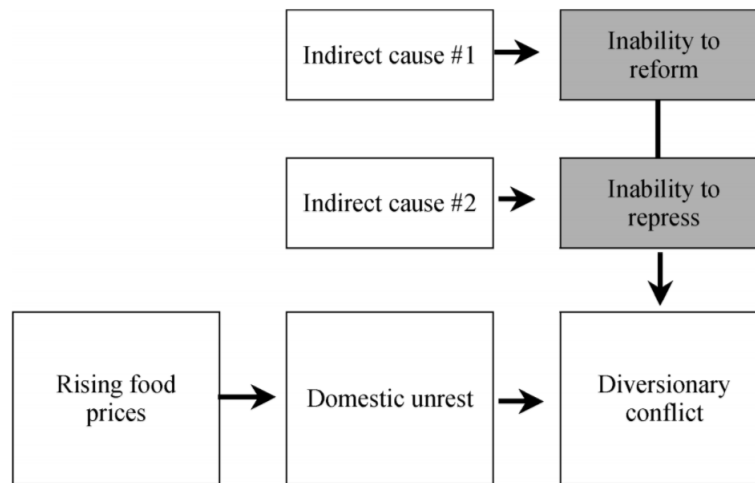 Indirect cause #1
Inability to
reform
Indirect cause #2
Inability to
repress
Rising food
prices
Domestic unrest
Diversionary
conflict